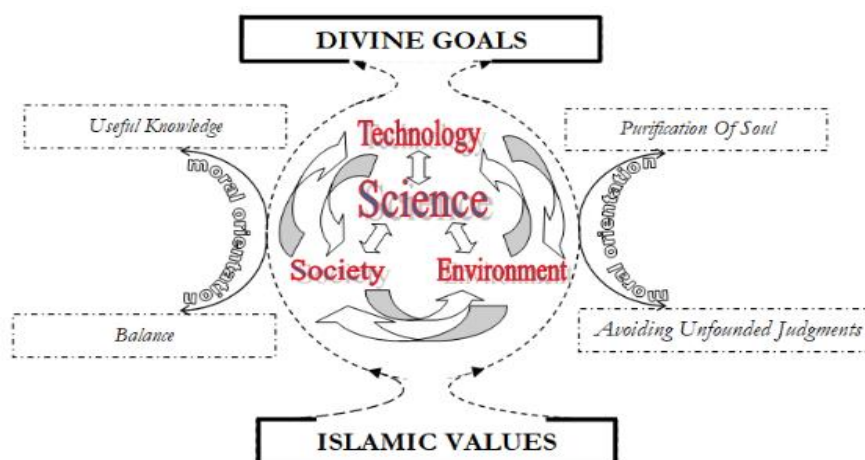 DIVINE GOALS
Useful Knowledge
Purification Of Soul
Technology
moral orientation
moral orientation
Science
Society
Environment
Balance
Avoiding Unfounded Judgments
ISLAMIC VALUES